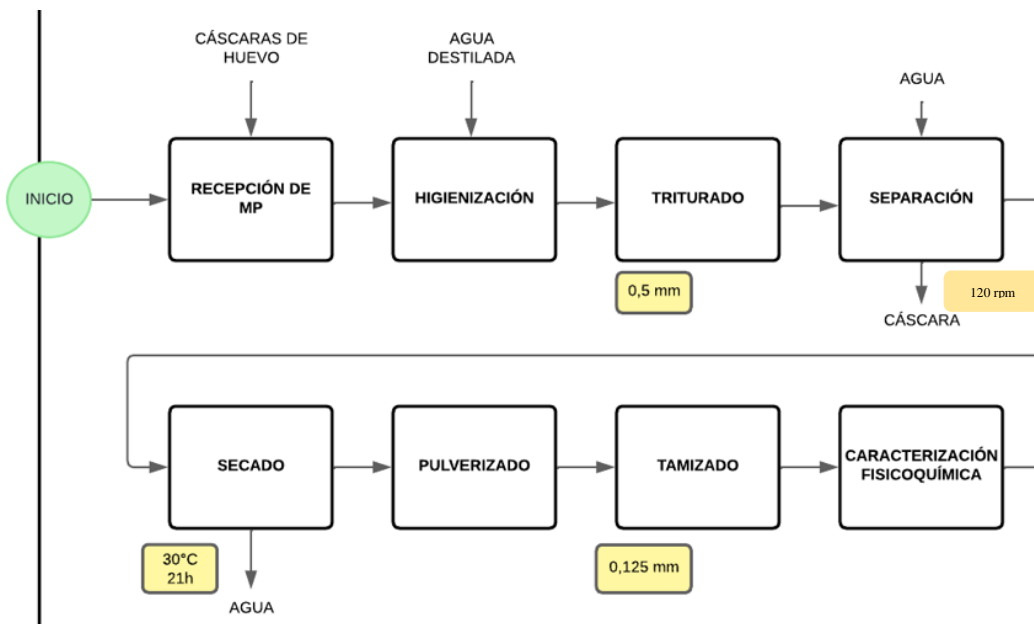 CÁSCARAS DE
HUEVO
AGUA
DESTILADA
AGUA
INICIO
RECEPCIÓN DE
MP
HIGIENIZACIÓN
TRITURADO
SEPARACIÓN
0,5 mm
120 rpm
CÁSCARA
SECADO
PULVERIZADO
TAMIZADO
CARACTERIZACIÓN
FISICOQUÍMICA
30°C
21h
0,125 mm
AGUA